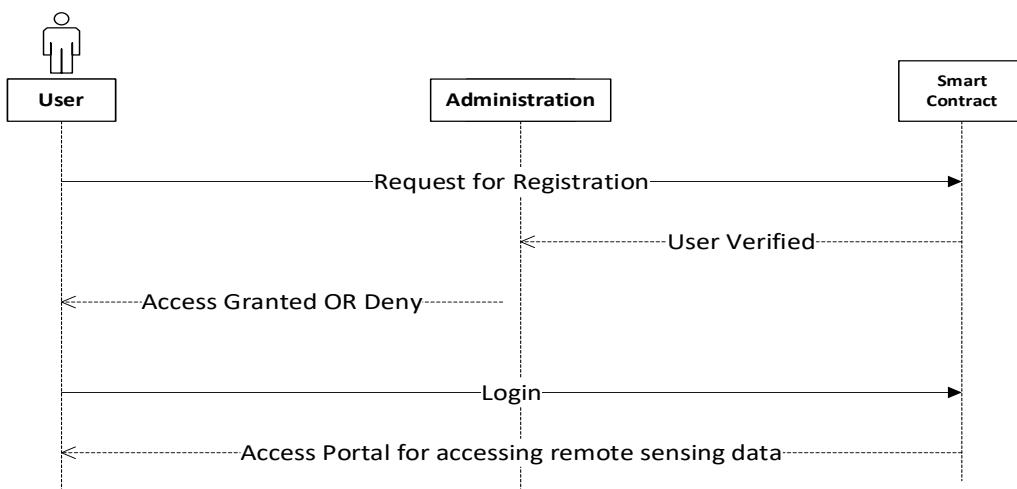 User
Administration
Smart
Contract
Request for Registration
User Verified
Access Granted OR Deny
Login
Access Portal for accessing remote sensing data